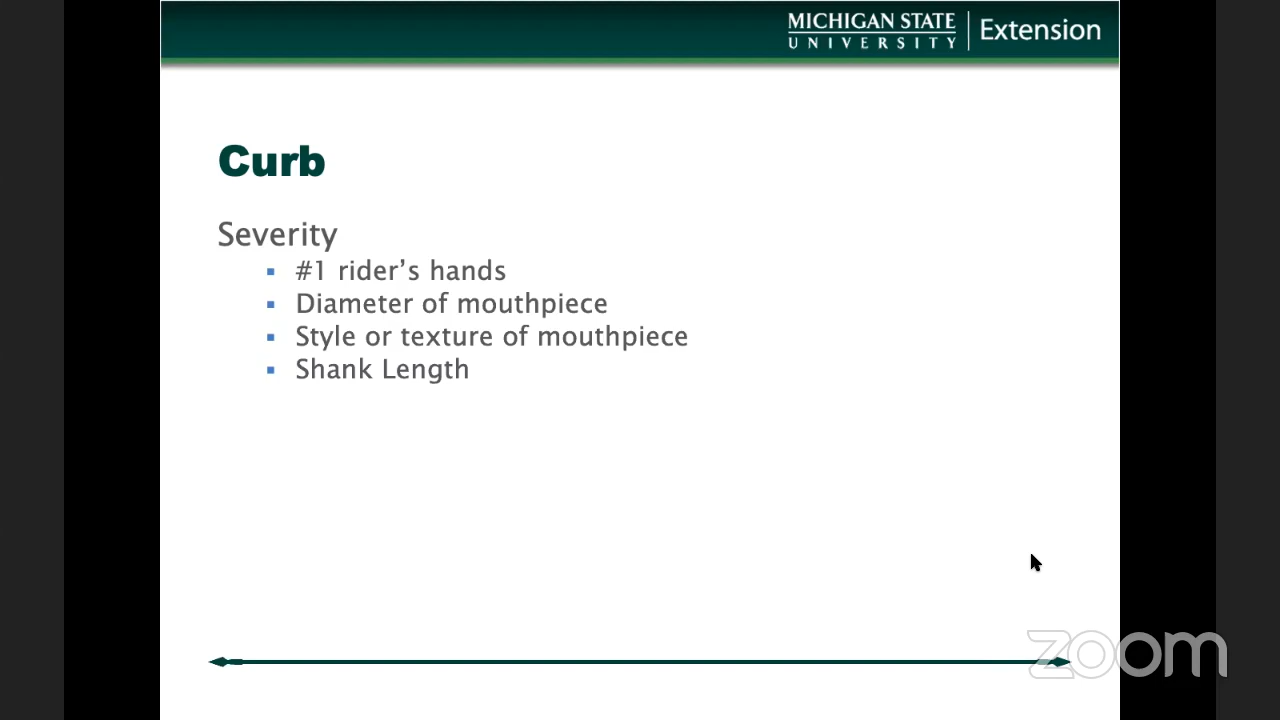 MICHIGAN STATE
UNIVERSITY
Extension
Curb
Severity
#1 rider's hands
Diameter of mouthpiece
Style or texture of mouthpiece
Shank Length
zoom